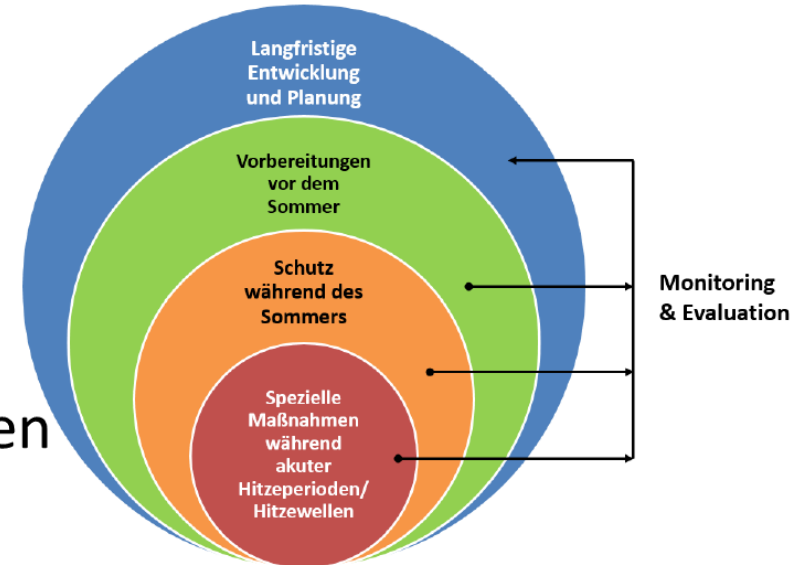 Langfristige
Entwicklung
und Planung
Vorbereitungen
vor dem
Sommer
Schutz
während des
Sommers
Spezielle
Maßnahmen
während
akuter
Hitzeperioden/
Hitzewellen
Monitoring
& Evaluation
en